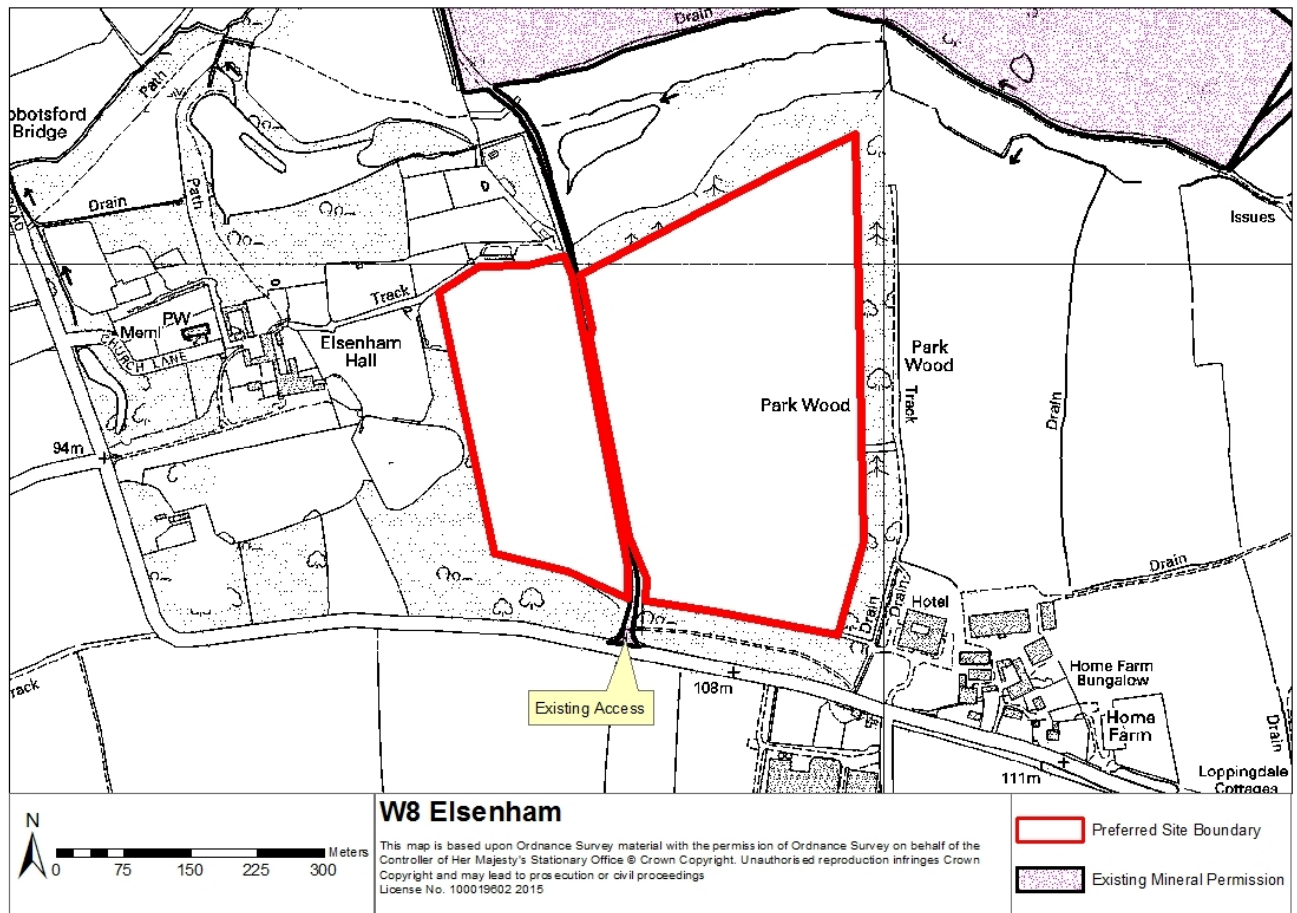 Drain
Path
bbotsford
Bridge
Path
Drain
ROAD
Issues
Track
PW
Meml
CHURCH LANE
Elsenham
Hall
Park
Wood
Park Wood
Track
Drain
94m
Drain
Drain
Drain
Hotel
Home Farm
Bungalow
rack
108m
Existing Access
Home
Farm
Drain
111m
Loppingdale
Cottages
N
0 75 150 225 300 Meters
W8 Elsenham
This map is based upon Ordnance Survey material with the permission of Ordnance Survey on behalf of the
Controller of Her Majesty's Stationary Office © Crown Copyright. Unauthorised reproduction infringes Crown
Copyright and may lead to prosecution or civil proceedings
License No. 100019602 2015
Preferred Site Boundary
Existing Mineral Permission